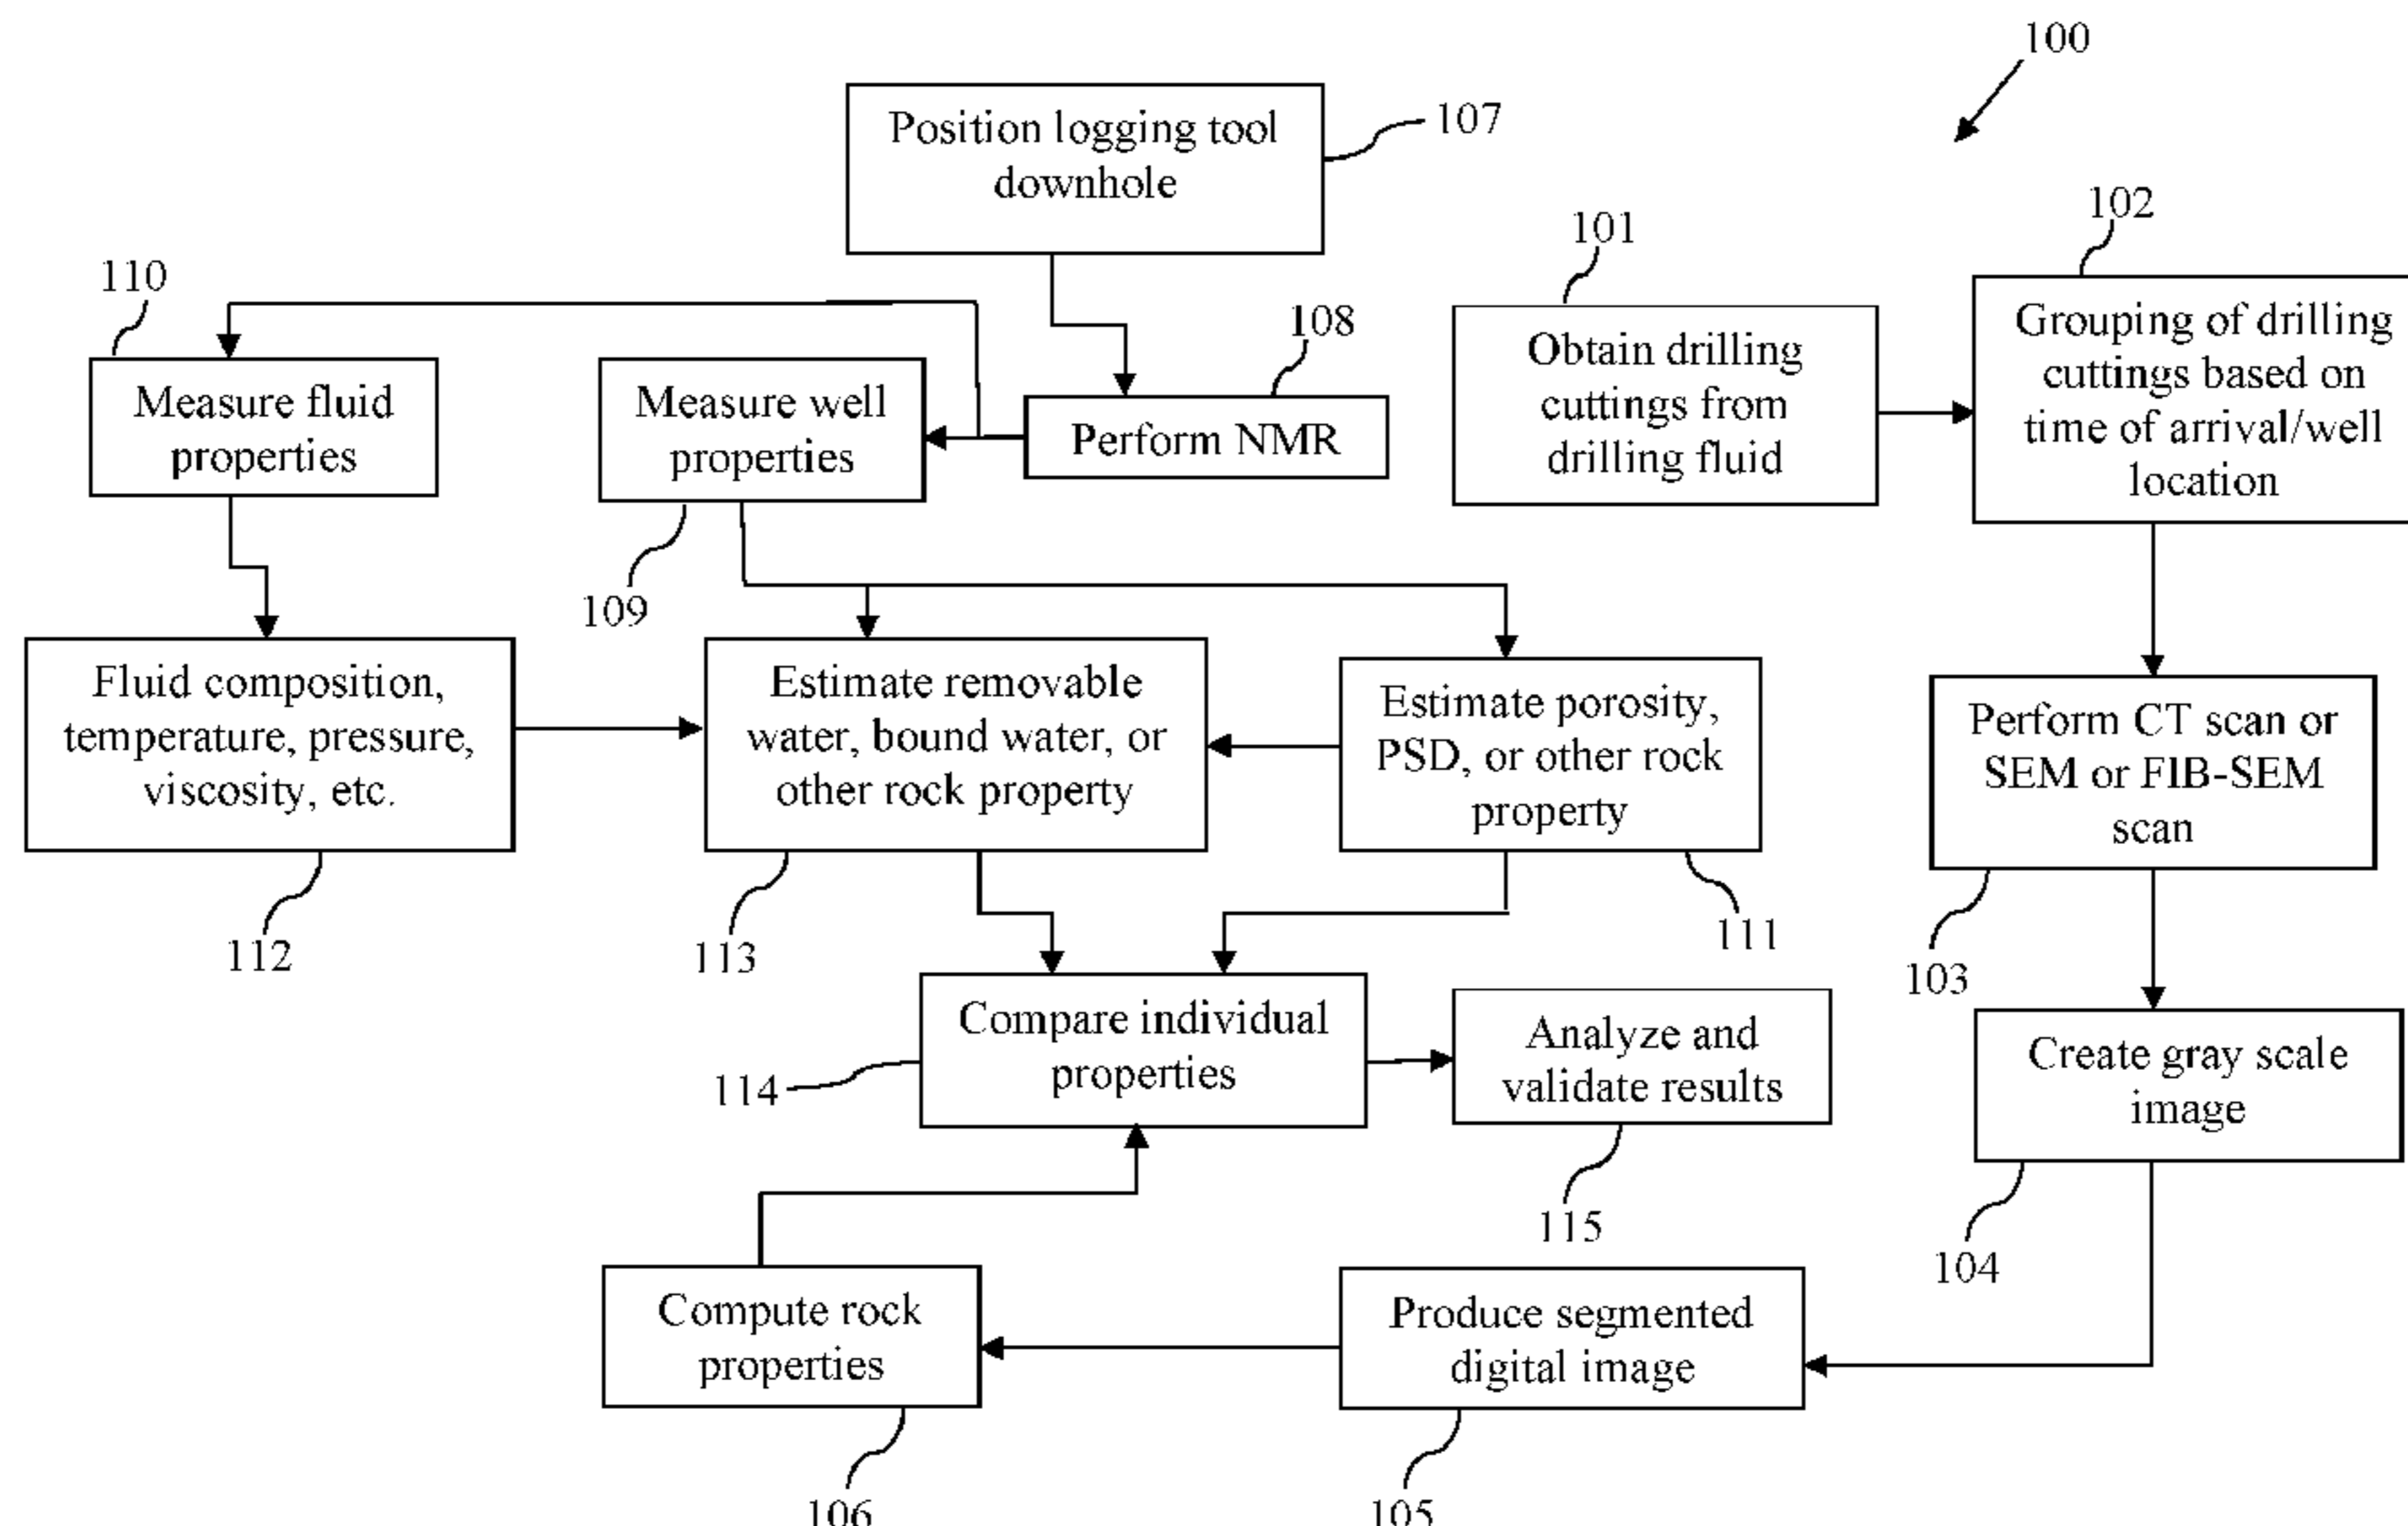 100
Position logging tool
downhole
107
102
101
110
108
Grouping of drilling
cuttings based on
time of arrival/well
location
Obtain drilling
cuttings from
drilling fluid
Measure fluid
properties
Measure well
properties
Perform NMR
109
Fluid composition,
temperature, pressure,
viscosity, etc.
Estimate removable
water, bound water, or
other rock property
Estimate porosity,
PSD, or other rock
property
Perform CT scan or
SEM or FIB-SEM
scan
112
113
111
103
Compare individual
properties
Analyze and
validate results
Create gray scale
image
114
115
104
Compute rock
properties
Produce segmented
digital image
106
105